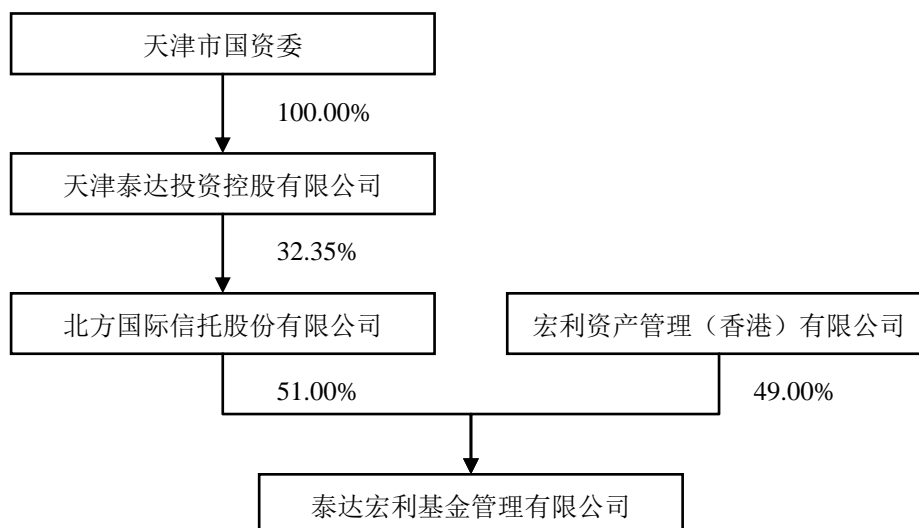 天津市国资委
100.00%
天津泰达投资控股有限公司
32.35%
北方国际信托股份有限公司
宏利资产管理（香港）有限公司
51.00%
49.00%
泰达宏利基金管理有限公司